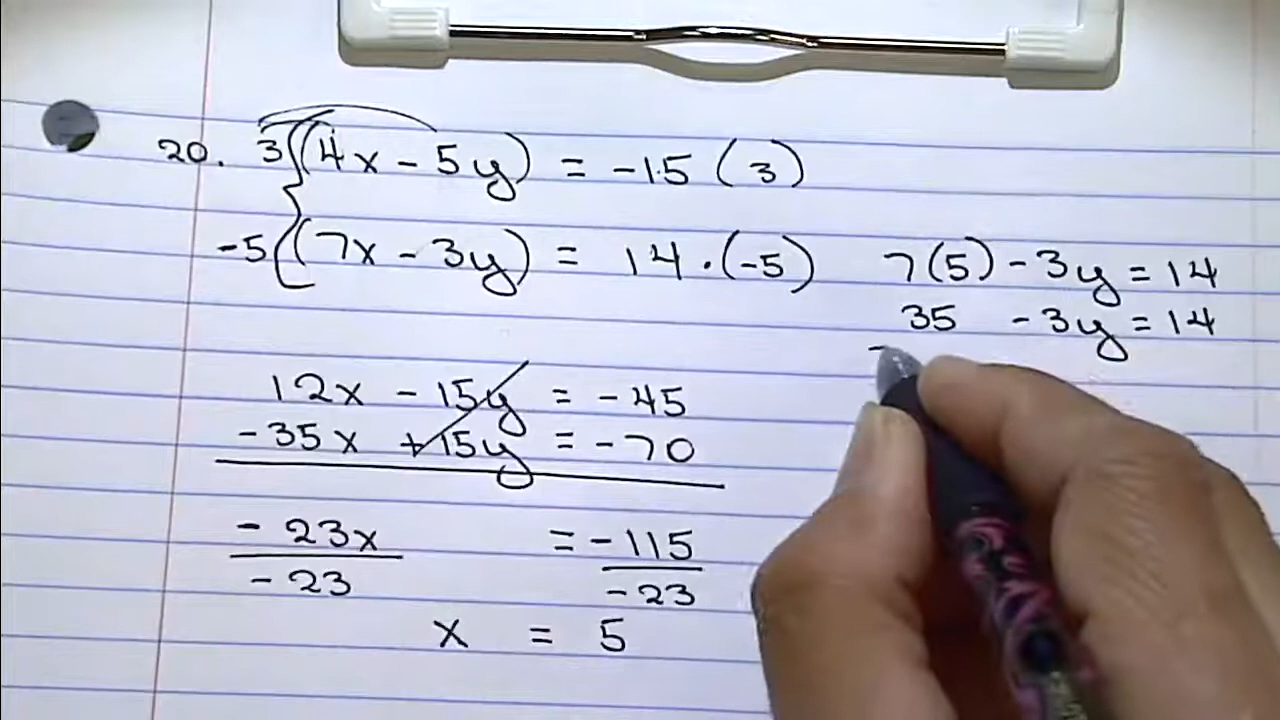 20. 3((4x - 5y) = -15 (3)
-5((7x - 3y) = 14 · (-5)
12x - 15y = -45
-35x + 15y = -70
-23x = -115
-23 -23
x = 5
7(5) - 3y = 14
35 - 3y = 14
-